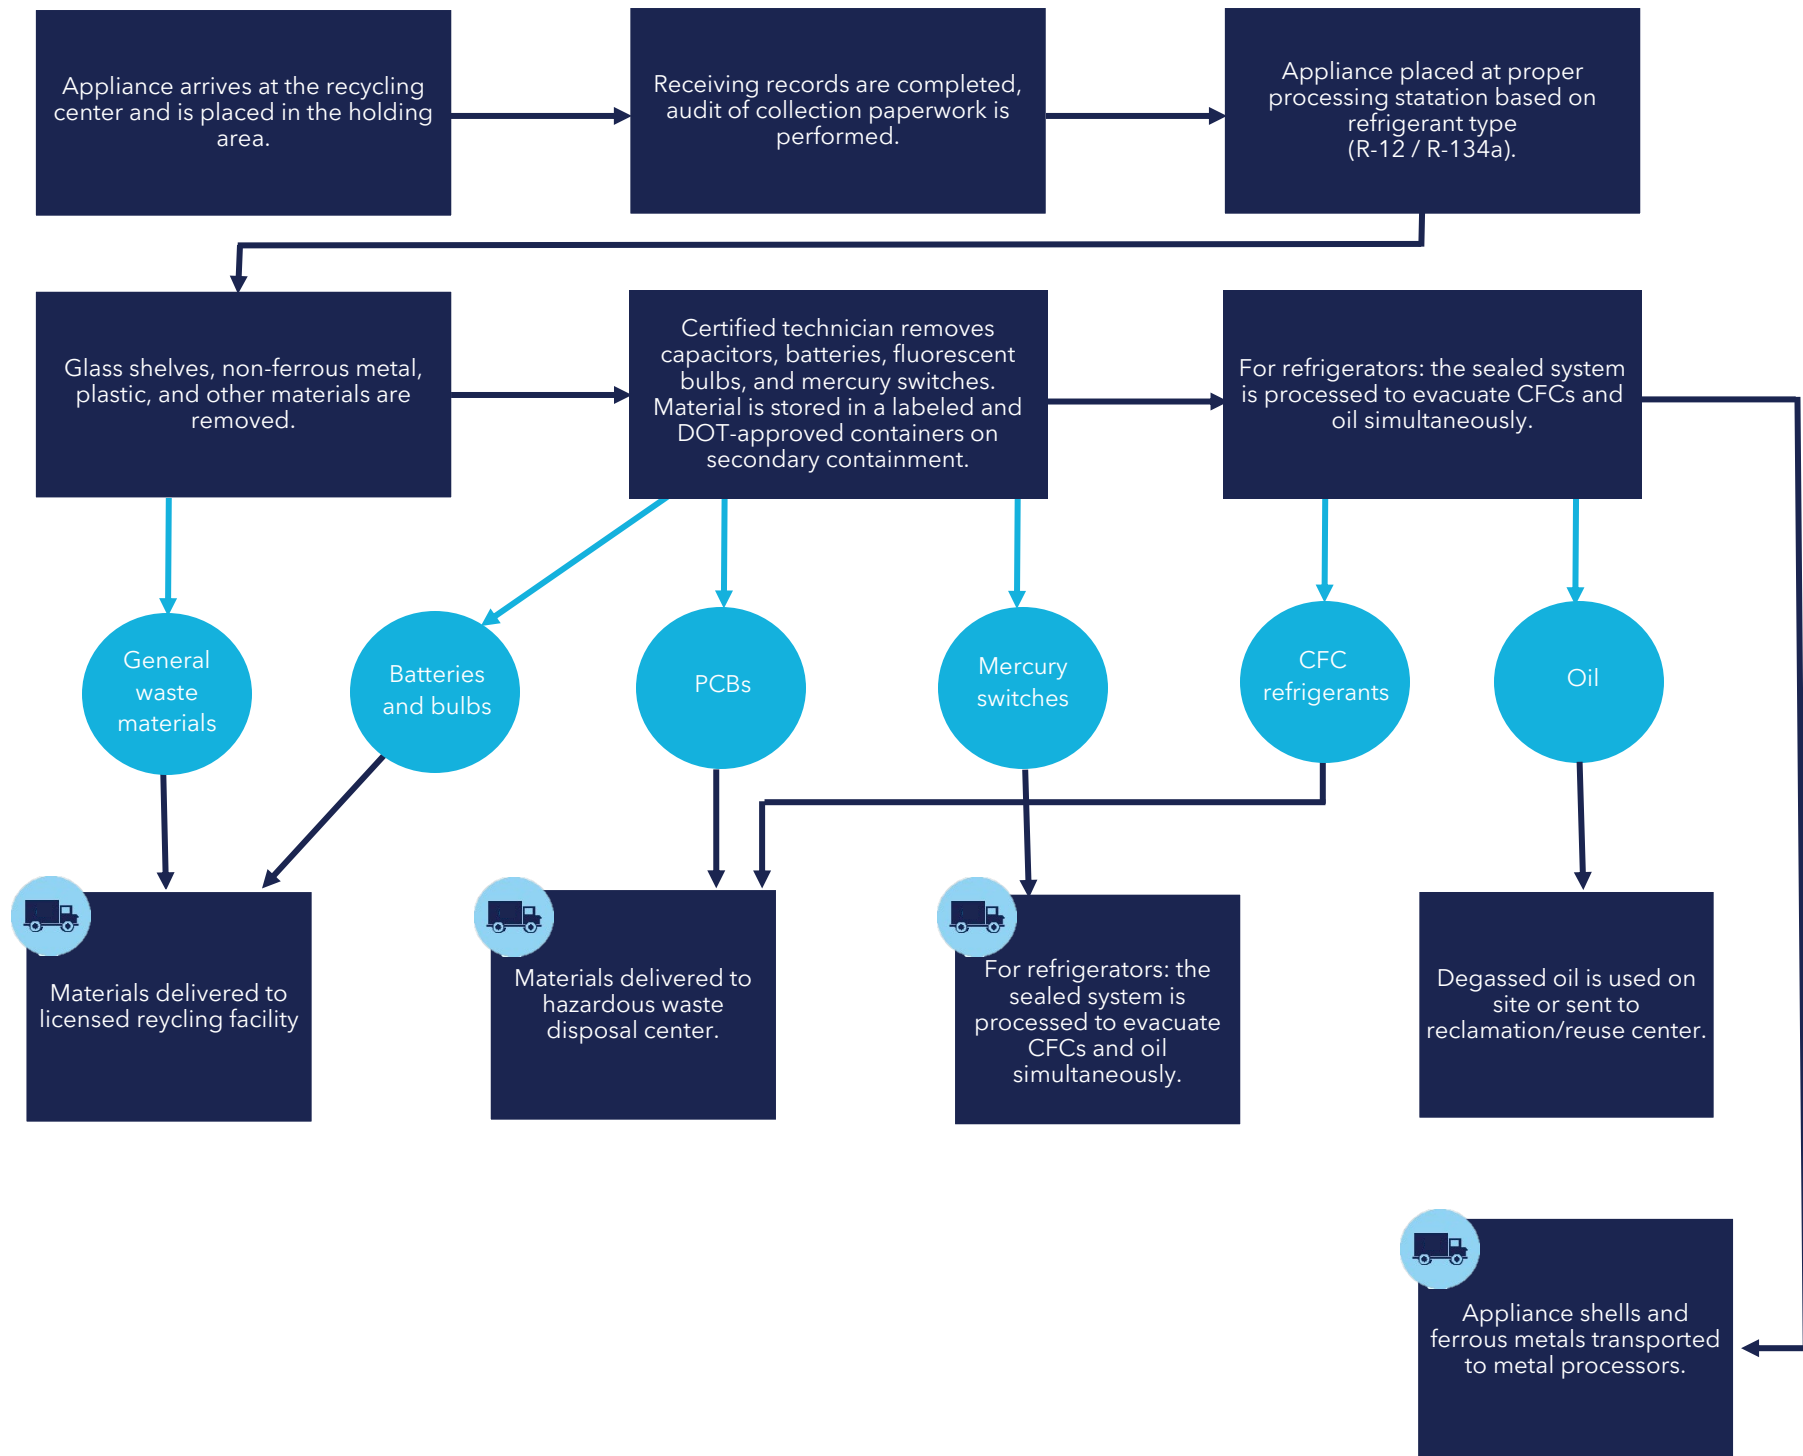 Appliance arrives at the recycling
center and is placed in the holding
area.
Receiving records are completed,
audit of collection paperwork is
performed.
Appliance placed at proper
processing statation based on
refrigerant type
(R-12 / R-134a).
Glass shelves, non-ferrous metal,
plastic, and other materials are
removed.
Certified technician removes
capacitors, batteries, fluorescent
bulbs, and mercury switches.
Material is stored in a labeled and
DOT-approved containers on
secondary containment.
For refrigerators: the sealed system
is processed to evacuate CFCs and
oil simultaneously.
General
waste
materials
Batteries
and bulbs
PCBs
Mercury
switches
CFC
refrigerants
Oil
Materials delivered to
licensed reycling facility
Materials delivered to
hazardous waste
disposal center.
For refrigerators: the
sealed system is
processed to evacuate
CFCs and oil
simultaneously.
Degassed oil is used on
site or sent to
reclamation/reuse center.
Appliance shells and
ferrous metals transported
to metal processors.